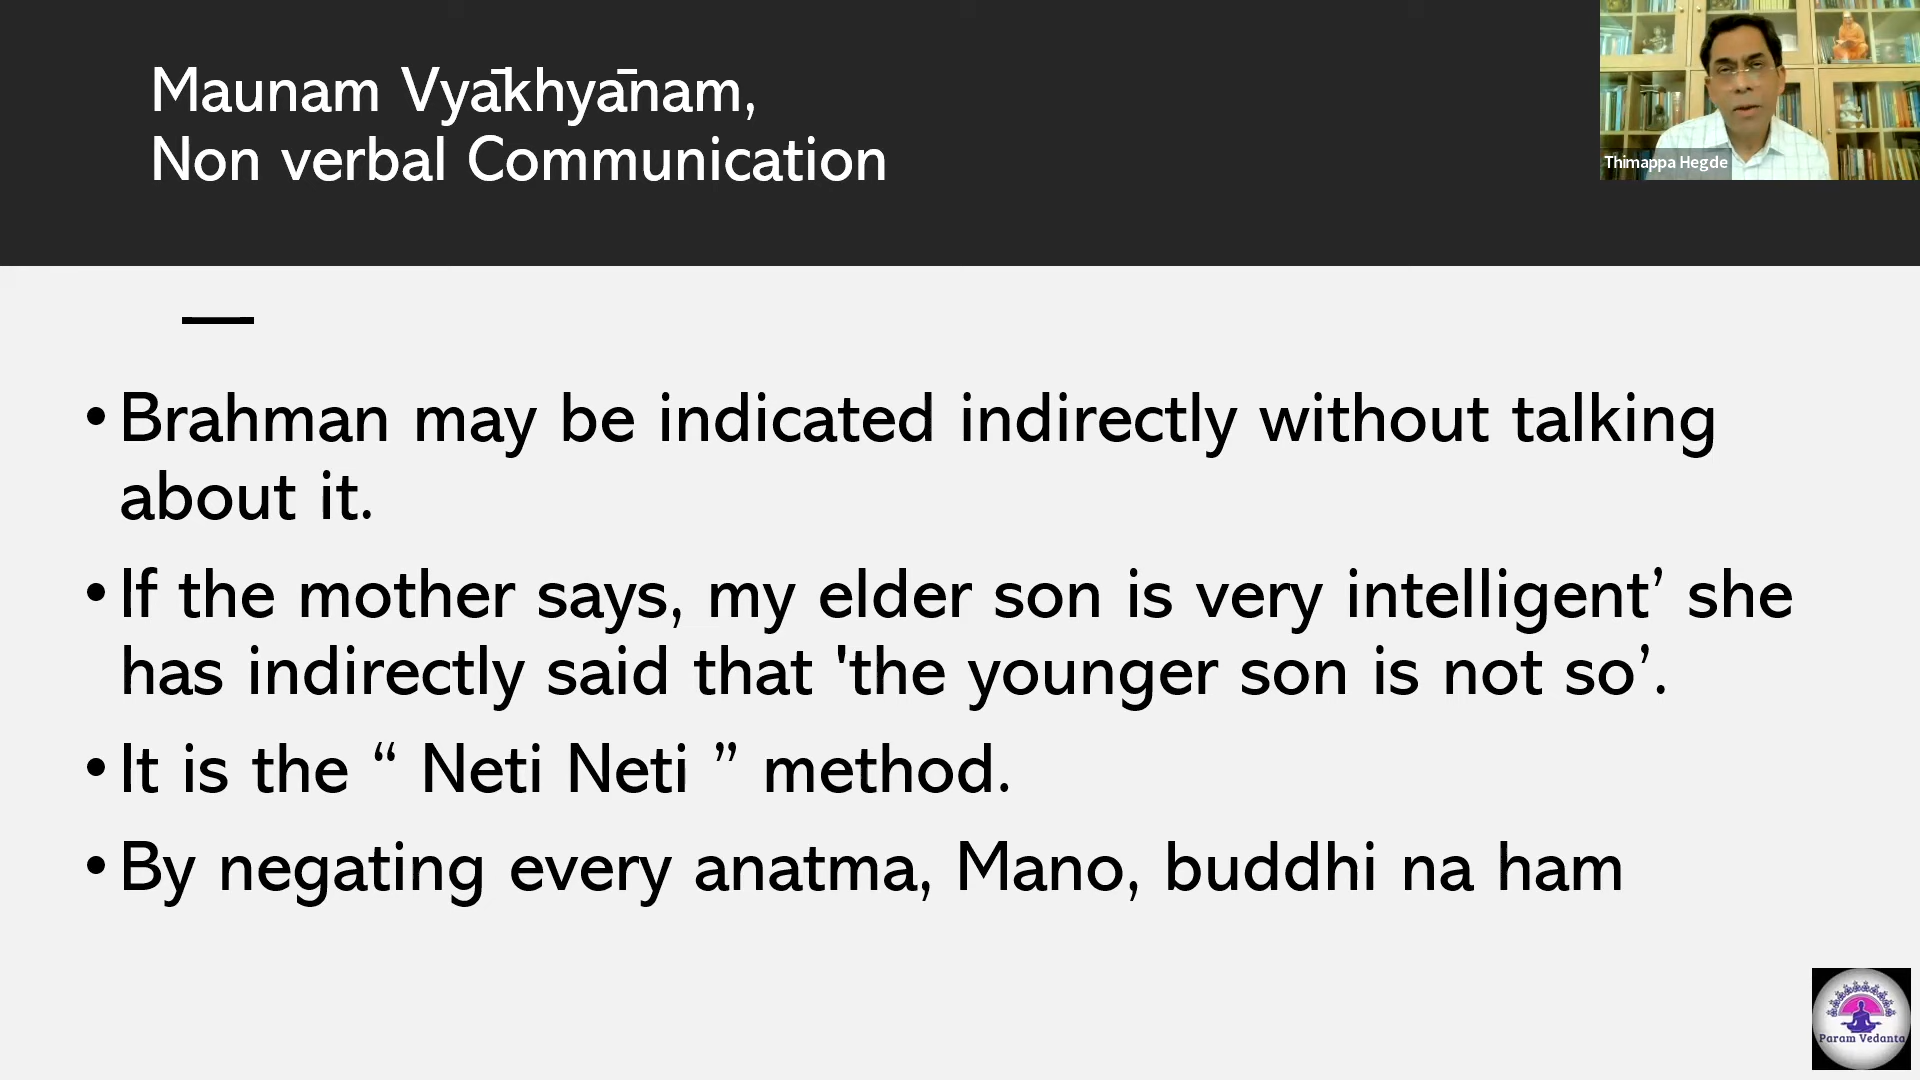 Maunam Vyākhyānam,
Non verbal Communication
Thimappa Hegde
•Brahman may be indicated indirectly without talking
about it.
•If the mother says, my elder son is very intelligent’ she
has indirectly said that 'the younger son is not so’.
•It is the “ Neti Neti ” method.
•By negating every anatma, Mano, buddhi na ham
Param Vedanta